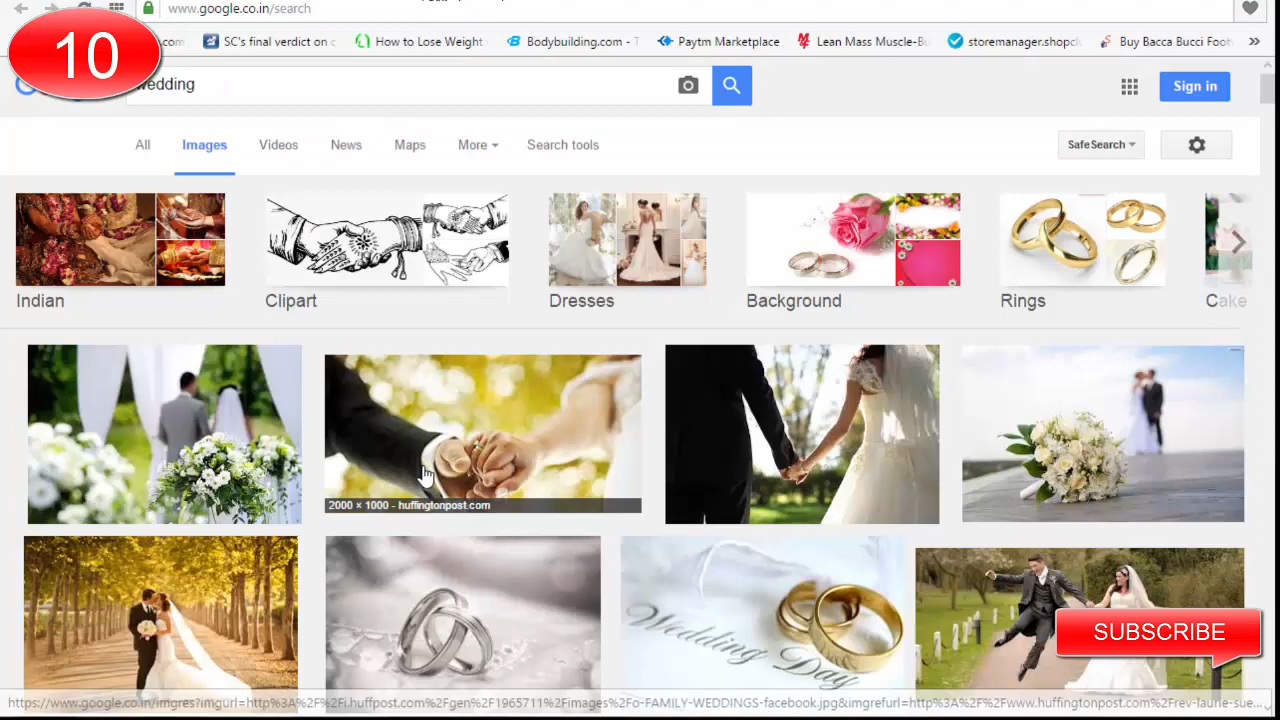 www.google.co.in/search
10
.com
SC's final verdict on c
How to Lose Weight
Bodybuilding.com - T
Paytm Marketplace
Lean Mass Muscle-Bu
storemanager.shopclu
Buy Bacca Bucci Foot
wedding
Sign in
All
Images
Videos
News
Maps
More
Search tools
SafeSearch
Indian
Clipart
Dresses
Background
Rings
Cake
2000 × 1000 - huffingtonpost.com
Wedding Day
SUBSCRIBE
https://www.google.co.in/imgres?imgurl=http%3A%2F%2Fi.huffpost.com%2Fgen%2F1965711%2Fimages%2Fo-FAMILY-WEDDINGS-facebook.jpg&imgrefurl=http%3A%2F%2Fwww.huffingtonpost.com%2Frev-laurie-sue...